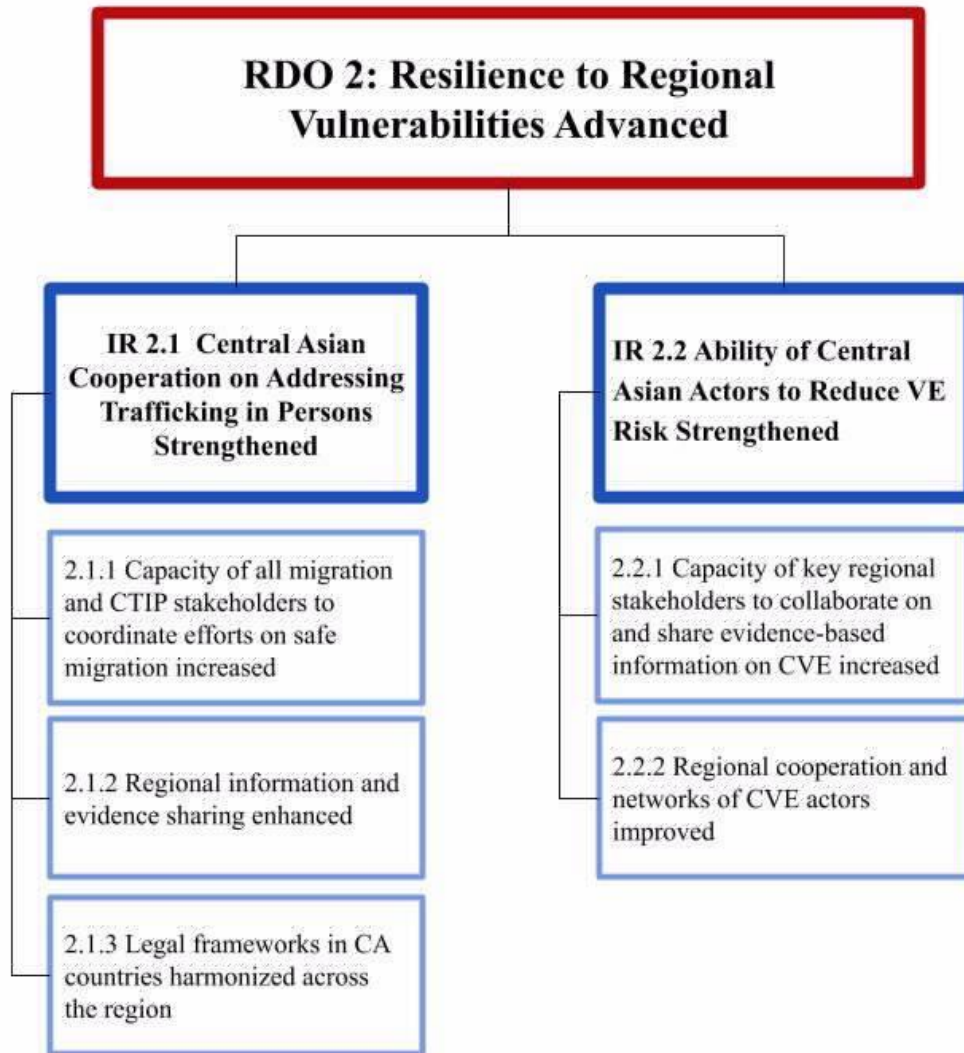 RDO 2: Resilience to Regional
Vulnerabilities Advanced
IR 2.1 Central Asian
Cooperation on Addressing
Trafficking in Persons
Strengthened
2.1.1 Capacity of all migration
and CTIP stakeholders to
coordinate efforts on safe
migration increased
2.1.2 Regional information and
evidence sharing enhanced
2.1.3 Legal frameworks in CA
countries harmonized across
the region
IR 2.2 Ability of Central
Asian Actors to Reduce VE
Risk Strengthened
2.2.1 Capacity of key regional
stakeholders to collaborate on
and share evidence-based
information on CVE increased
2.2.2 Regional cooperation and
networks of CVE actors
improved